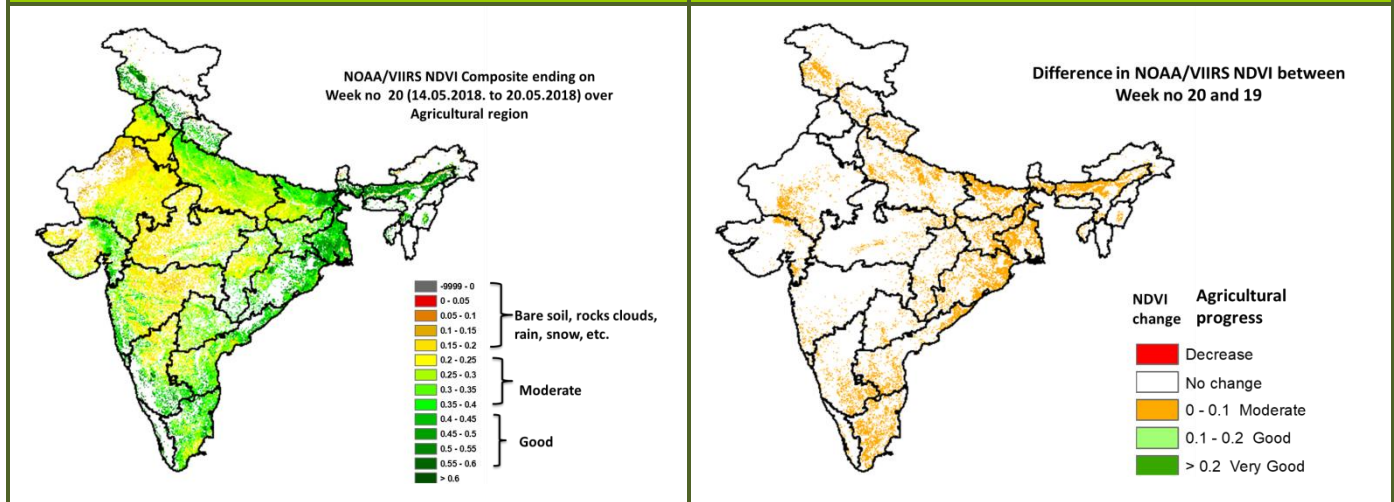 NOAA/VIIRS NDVI Composite ending on
Week no 20 (14.05.2018. to 20.05.2018) over
Agricultural region
-9999 - 0
0 - 0.05
0.05 - 0.1
0.1 - 0.15
0.15 - 0.2
0.2 - 0.25
0.25 - 0.3
0.3 - 0.35
0.35 - 0.4
0.4 - 0.45
0.45 - 0.5
0.5 - 0.55
0.55 - 0.6
> 0.6
Bare soil, rocks clouds,
rain, snow, etc.
Moderate
Good
Difference in NOAA/VIIRS NDVI between
Week no 20 and 19
NDVI
change
Agricultural
progress
Decrease
No change
0 - 0.1 Moderate
0.1 - 0.2 Good
> 0.2 Very Good